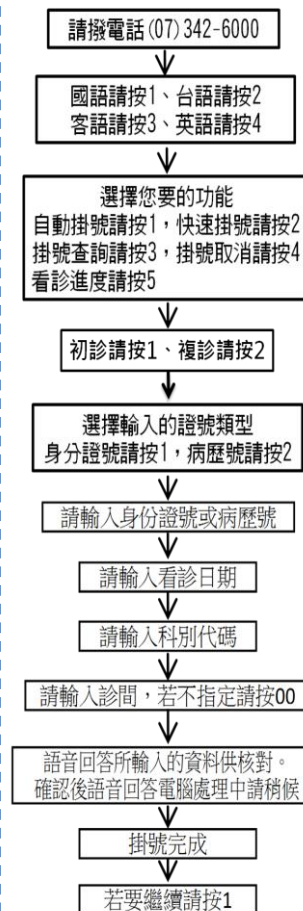 請撥電話(07)342-6000
國語請按1、台語請按2
客語請按3、英語請按4
選擇您要的功能
自動掛號請按1，快速掛號請按2
掛號查詢請按3，掛號取消請按4
看診進度請按5
初診請按1、複診請按2
選擇輸入的證號類型
身分證號請按1，病歷號請按2
請輸入身份證號或病歷號
請輸入看診日期
請輸入科別代碼
請輸入診間，若不指定請按00
語音回答所輸入的資料供核對。
確認後語音回答電腦處理中請稍候
掛號完成
若要繼續請按1